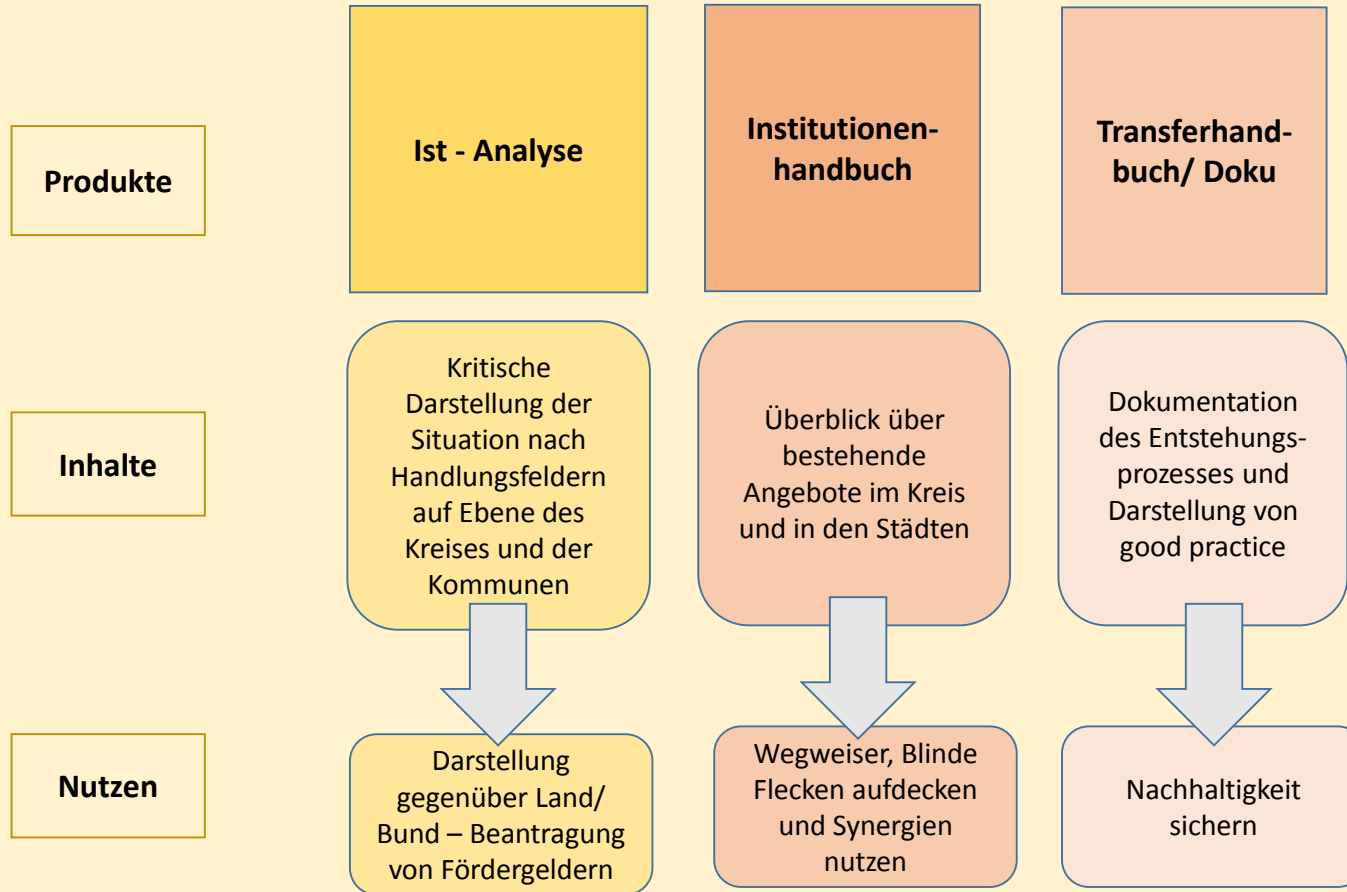 Produkte
Ist - Analyse
Institutionen-
handbuch
Transferhand-
buch/ Doku
Inhalte
Kritische
Darstellung der
Situation nach
Handlungsfeldern
auf Ebene des
Kreises und der
Kommunen
Überblick über
bestehende
Angebote im Kreis
und in den Städten
Dokumentation
des Entstehungs-
prozesses und
Darstellung von
good practice
Nutzen
Darstellung
gegenüber Land/
Bund – Beantragung
von Fördergeldern
Wegweiser, Blinde
Flecken aufdecken
und Synergien
nutzen
Nachhaltigkeit
sichern